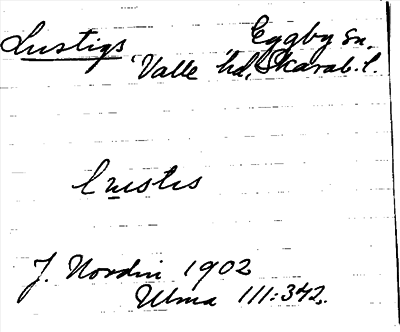 Lustigs Eggby sn.
Valle hd, Skarab. l.
lustis
J. Nordin 1902
Ulma 111:342.